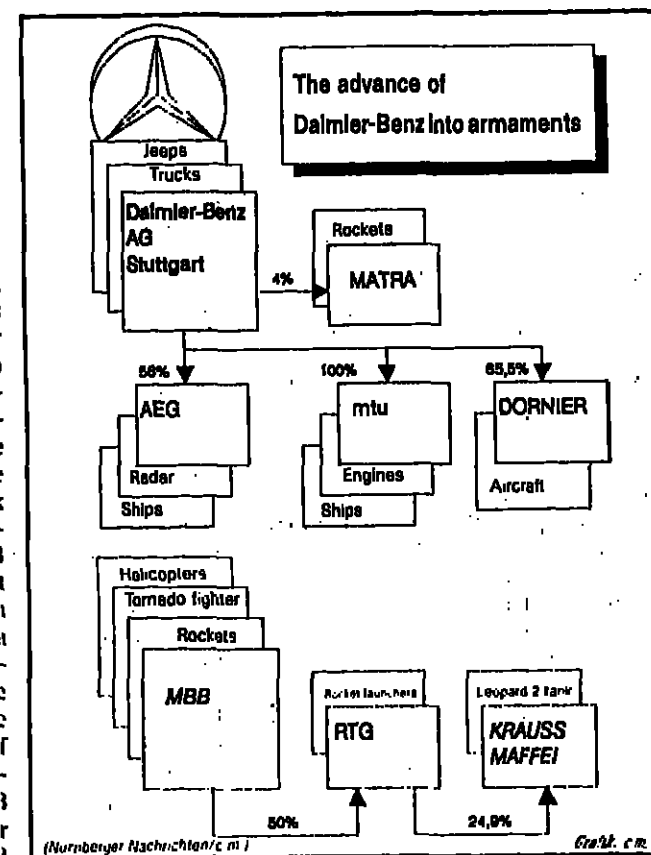 The advance of
Daimler-Benz into armaments
Jeeps
Trucks
Daimler-Benz
AG
Stuttgart
4%
Rockets
MATRA
56%
100%
65,5%
AEG
mtu
DORNIER
Radar
Engines
Aircraft
Ships
Ships
Helicopters
Tornado fighter
Rockets
MBB
Rocket launchers
Leopard 2 tank
RTG
KRAUSS
MAFFEI
50%
24,9%
(Nurnberger Nachrichten/c m)
Grafik. c m